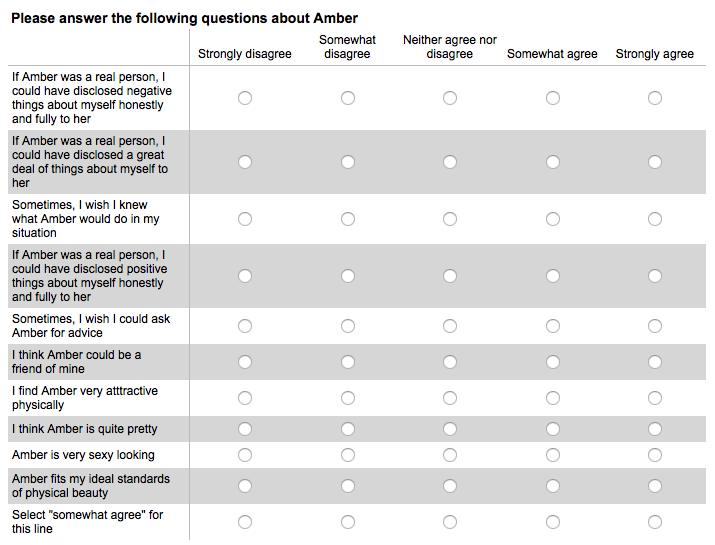 Please answer the following questions about Amber
Strongly disagree
Somewhat
disagree
Neither agree nor
disagree
Somewhat agree
Strongly agree
If Amber was a real person, I
could have disclosed negative
things about myself honestly
and fully to her
If Amber was a real person, I
could have disclosed a great
deal of things about myself to
her
Sometimes, I wish I knew
what Amber would do in my
situation
If Amber was a real person, I
could have disclosed positive
things about myself honestly
and fully to her
Sometimes, I wish I could ask
Amber for advice
I think Amber could be a
friend of mine
I find Amber very atttractive
physically
I think Amber is quite pretty
Amber is very sexy looking
Amber fits my ideal standards
of physical beauty
Select "somewhat agree" for
this line